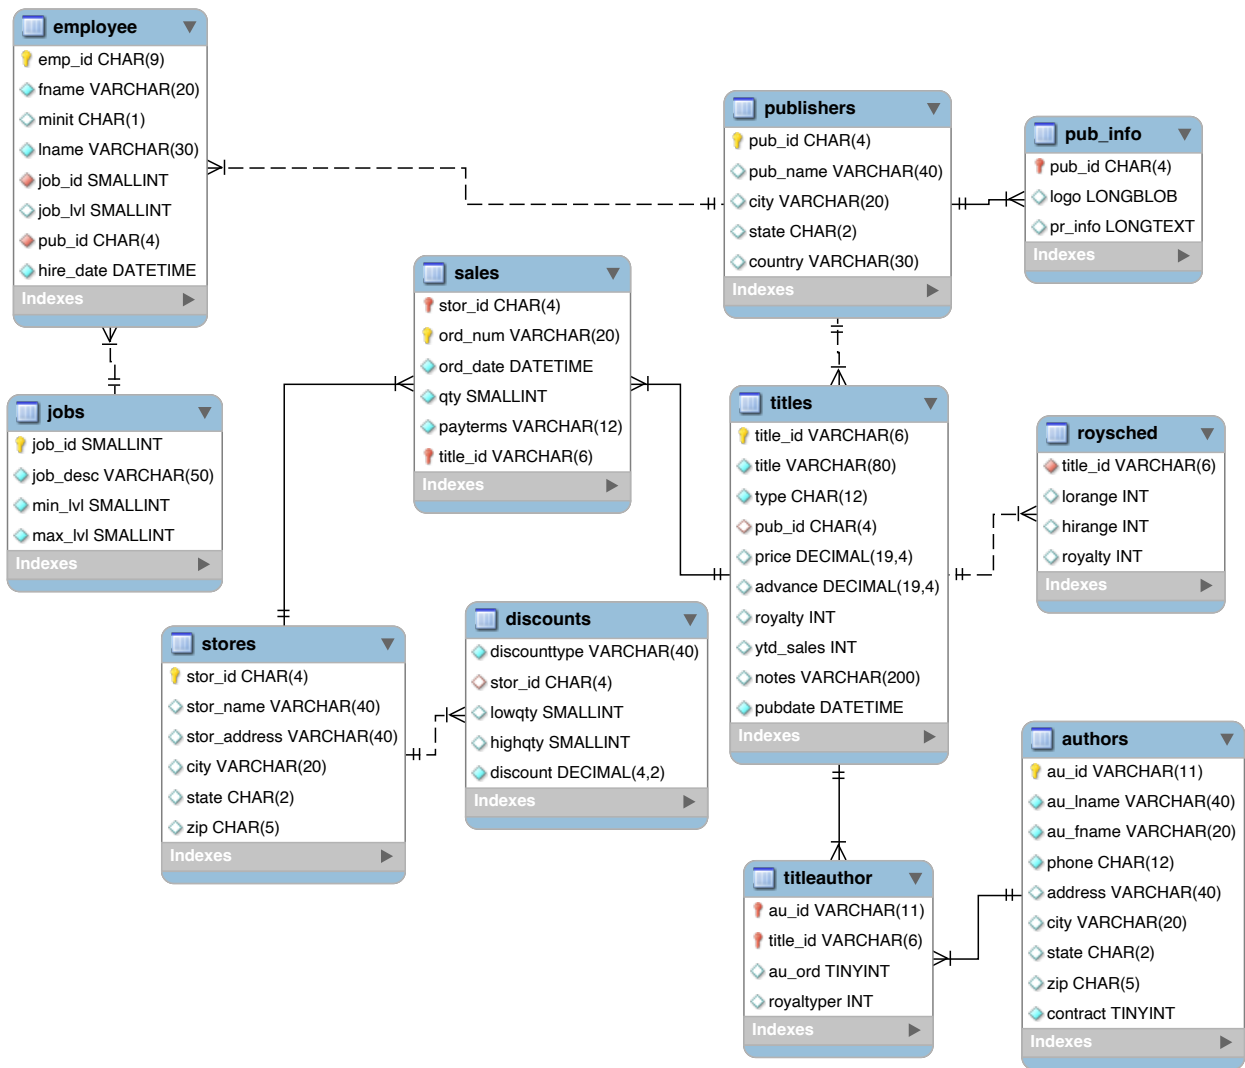 employee
emp_id CHAR(9)
fname VARCHAR(20)
minit CHAR(1)
lname VARCHAR(30)
job_id SMALLINT
job_lvl SMALLINT
pub_id CHAR(4)
hire_date DATETIME
Indexes
publishers
pub_id CHAR(4)
pub_name VARCHAR(40)
city VARCHAR(20)
state CHAR(2)
country VARCHAR(30)
Indexes
pub_info
pub_id CHAR(4)
logo LONGBLOB
pr_info LONGTEXT
Indexes
sales
stor_id CHAR(4)
ord_num VARCHAR(20)
ord_date DATETIME
qty SMALLINT
payterms VARCHAR(12)
title_id VARCHAR(6)
Indexes
jobs
job_id SMALLINT
job_desc VARCHAR(50)
min_lvl SMALLINT
max_lvl SMALLINT
Indexes
titles
title_id VARCHAR(6)
title VARCHAR(80)
type CHAR(12)
pub_id CHAR(4)
price DECIMAL(19,4)
advance DECIMAL(19,4)
royalty INT
ytd_sales INT
notes VARCHAR(200)
pubdate DATETIME
Indexes
roysched
title_id VARCHAR(6)
lorange INT
hirange INT
royalty INT
Indexes
stores
stor_id CHAR(4)
stor_name VARCHAR(40)
stor_address VARCHAR(40)
city VARCHAR(20)
state CHAR(2)
zip CHAR(5)
Indexes
discounts
discounttype VARCHAR(40)
stor_id CHAR(4)
lowqty SMALLINT
highqty SMALLINT
discount DECIMAL(4,2)
Indexes
titleauthor
au_id VARCHAR(11)
title_id VARCHAR(6)
au_ord TINYINT
royaltyper INT
Indexes
authors
au_id VARCHAR(11)
au_lname VARCHAR(40)
au_fname VARCHAR(20)
phone CHAR(12)
address VARCHAR(40)
city VARCHAR(20)
state CHAR(2)
zip CHAR(5)
contract TINYINT
Indexes